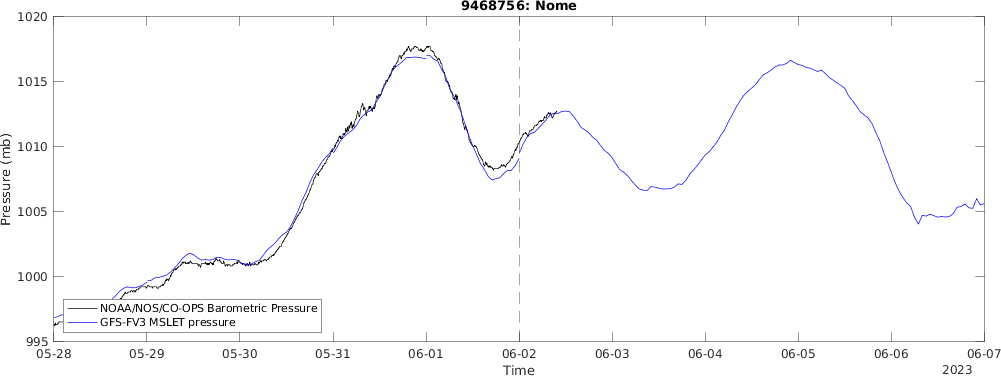 9468756: Nome
1020
1015
1010
1005
1000
995
Pressure (mb)
NOAA/NOS/CO-OPS Barometric Pressure
GFS-FV3 MSLET pressure
05-28 05-29 05-30 05-31 06-01 06-02 06-03 06-04 06-05 06-06 06-07
Time
2023